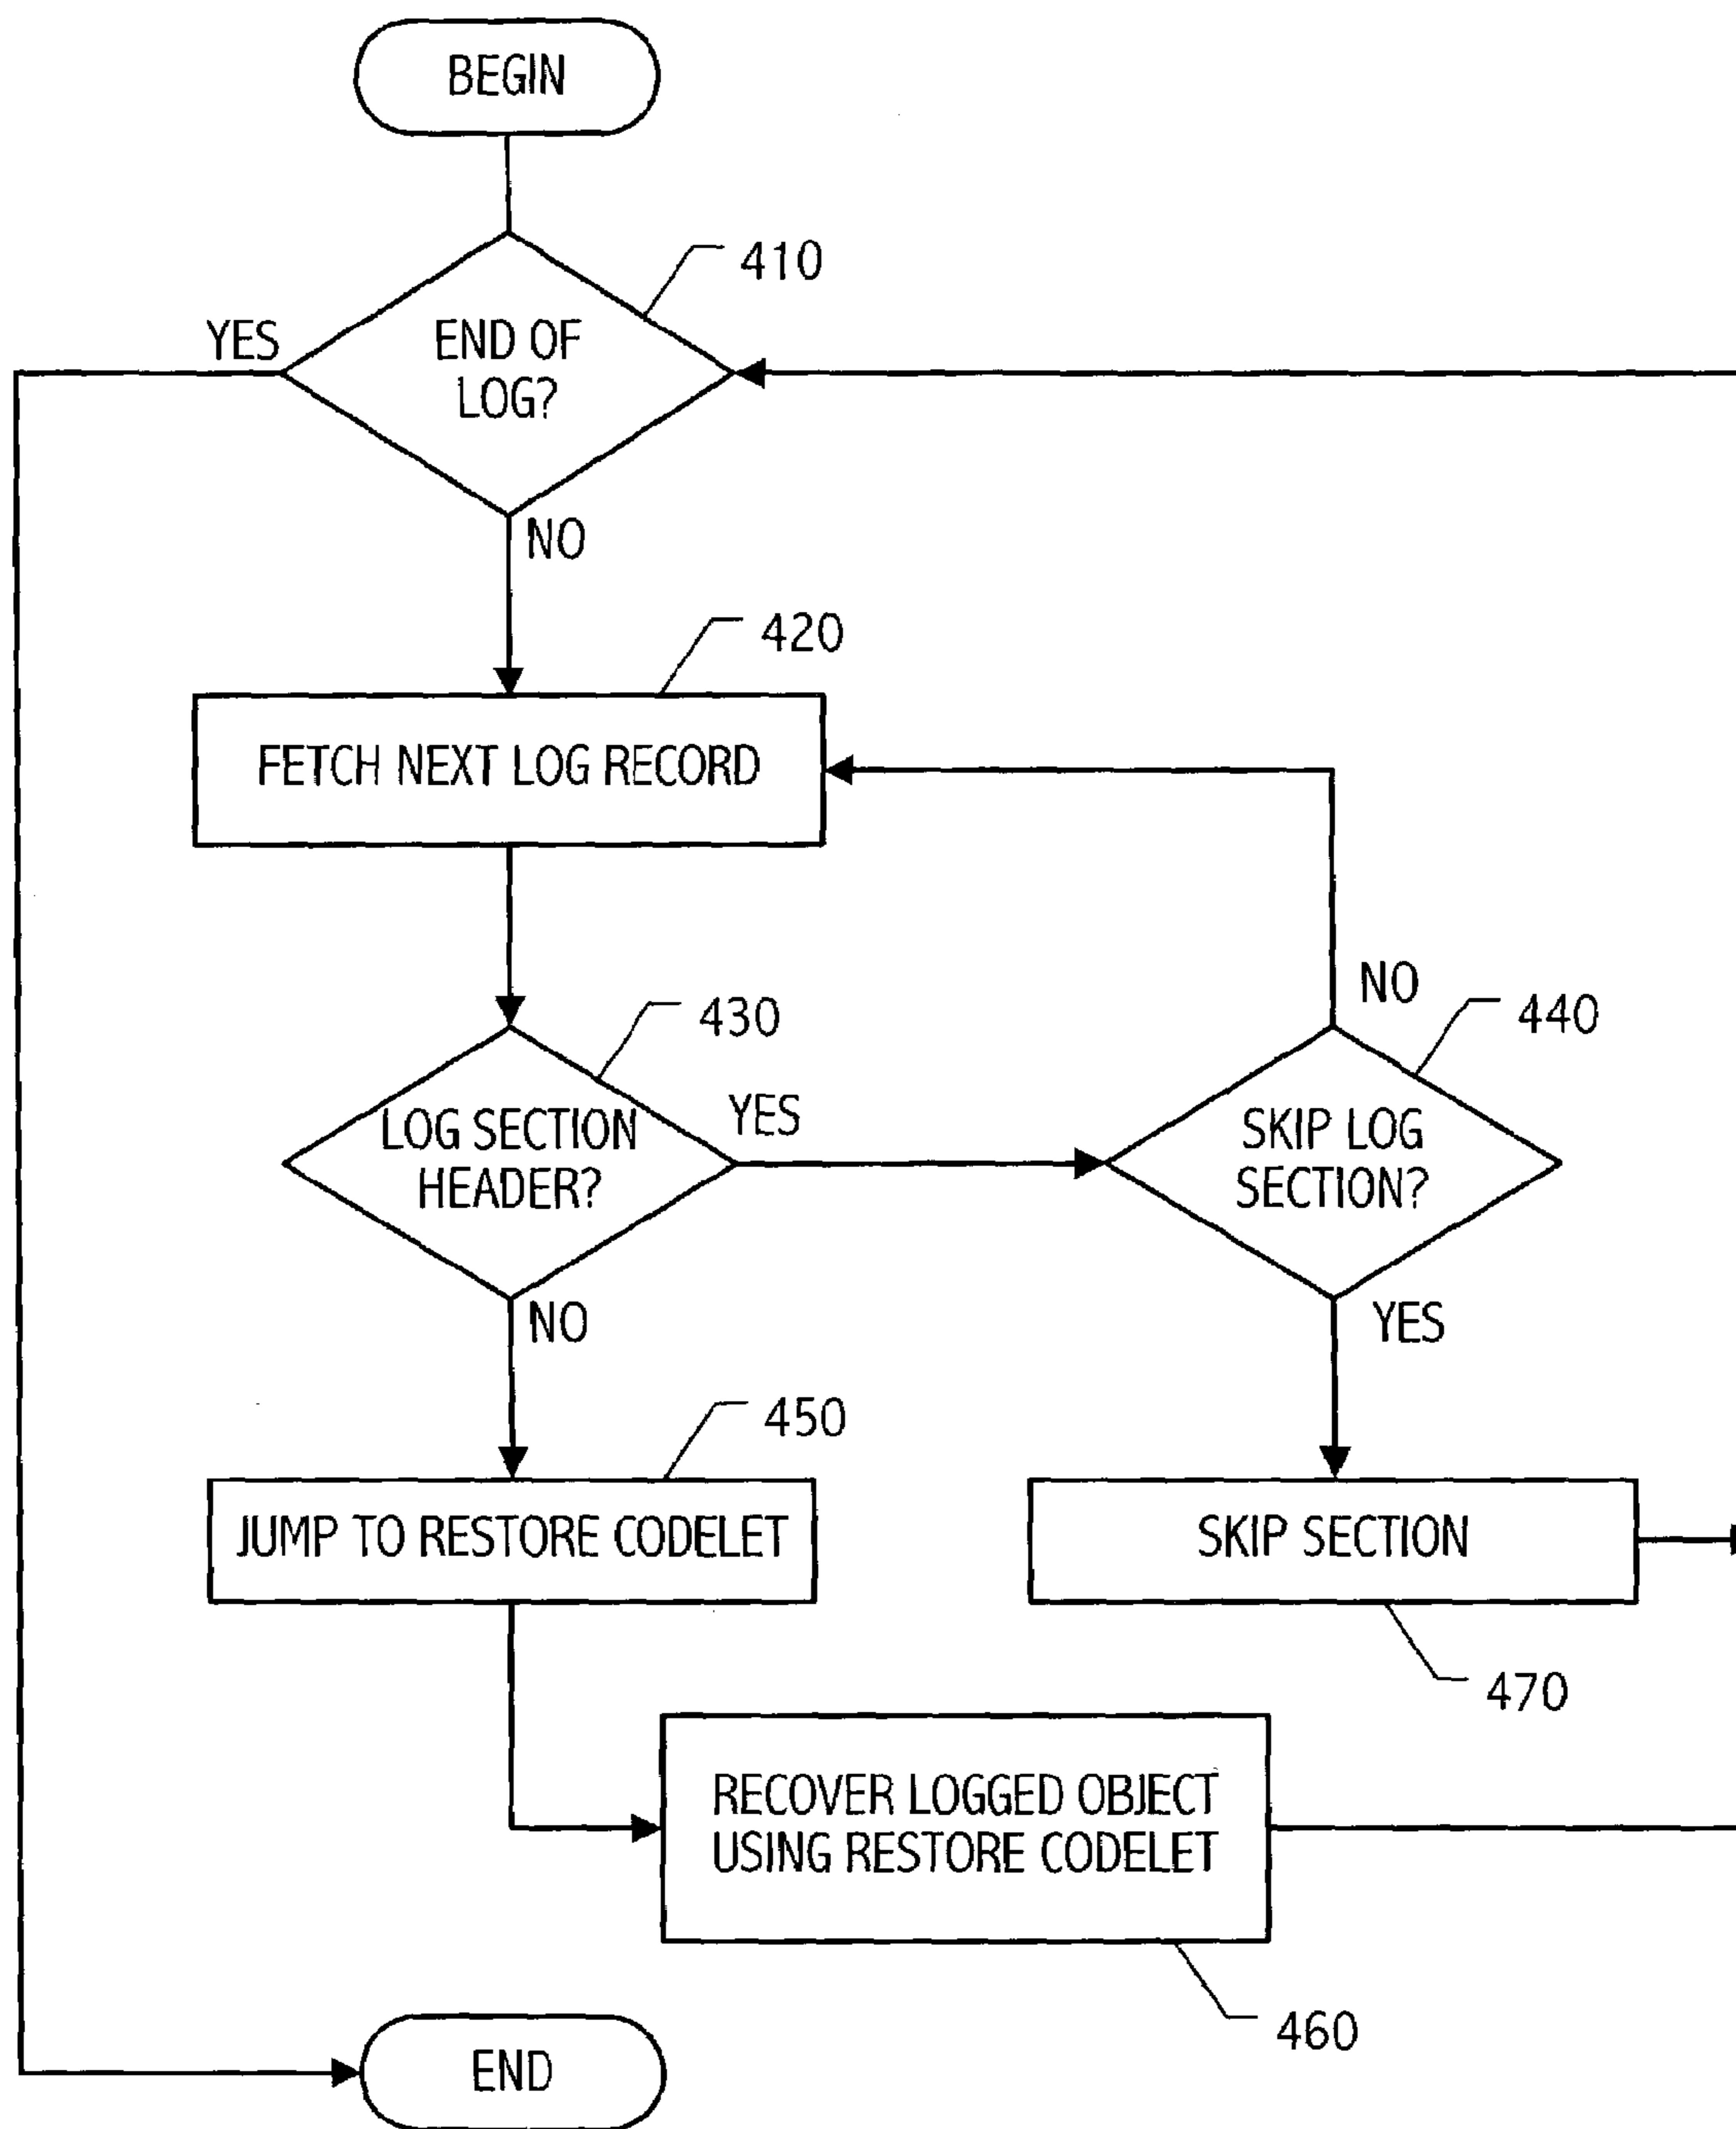 BEGIN
410
YES
END OF
LOG?
NO
420
FETCH NEXT LOG RECORD
NO
430
440
LOG SECTION
HEADER?
YES
SKIP LOG
SECTION?
NO
YES
450
JUMP TO RESTORE CODELET
SKIP SECTION
470
RECOVER LOGGED OBJECT
USING RESTORE CODELET
460
END